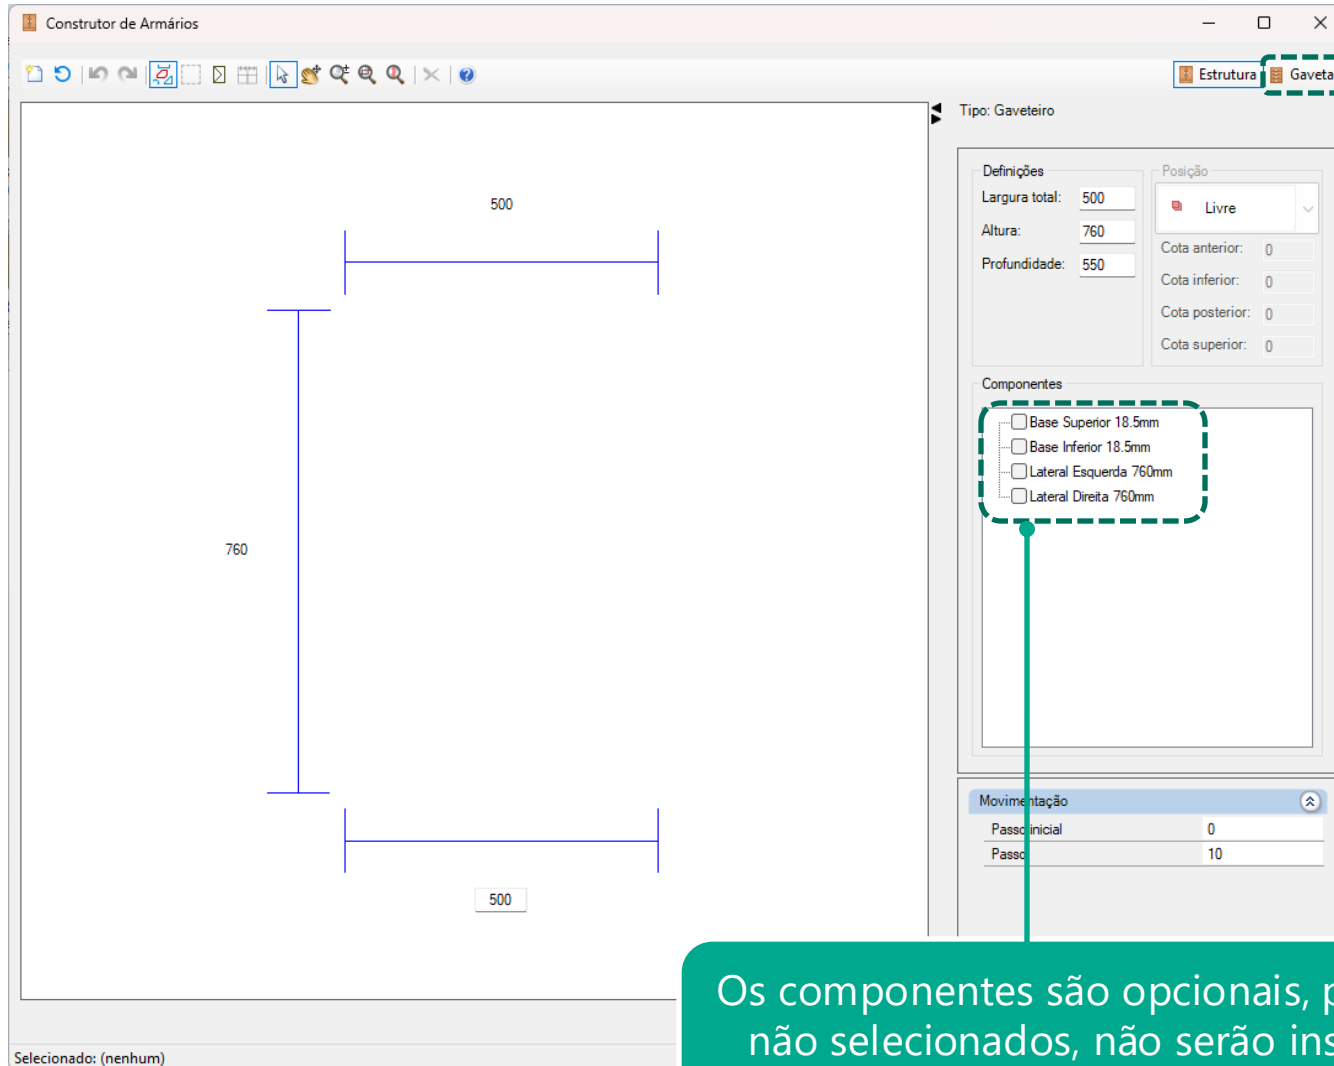 Construtor de Armários
Estrutura
Gaveta
Tipo: Gaveteiro
Definições
Posição
Largura total: 500
Livre
Altura: 760
Profundidade: 550
Cota anterior: 0
Cota inferior: 0
Cota posterior: 0
Cota superior: 0
500
760
500
Componentes
Base Superior 18.5mm
Base Inferior 18.5mm
Lateral Esquerda 760mm
Lateral Direita 760mm
Movimentação
Passo inicial 0
Passo 10
Os componentes são opcionais, p
não selecionados, não serão ins
Selecionado: (nenhum)